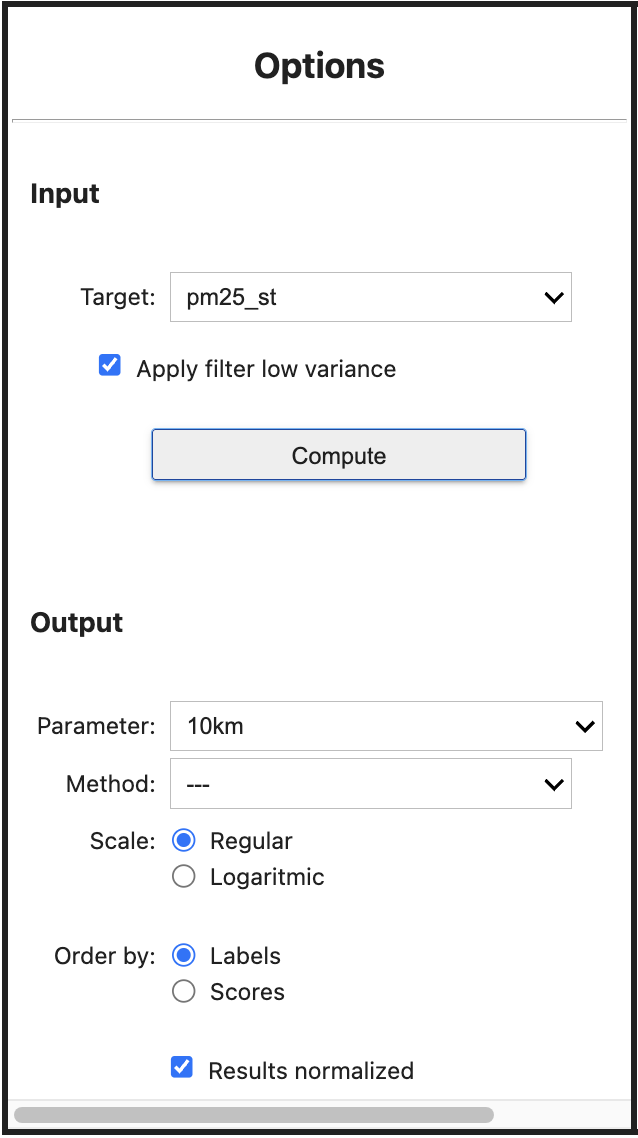 Options
Input
Target: pm25_st
Apply filter low variance
Compute
Output
Parameter: 10km
Method: ---
Scale: Regular
Logaritmic
Order by: Labels
Scores
Results normalized